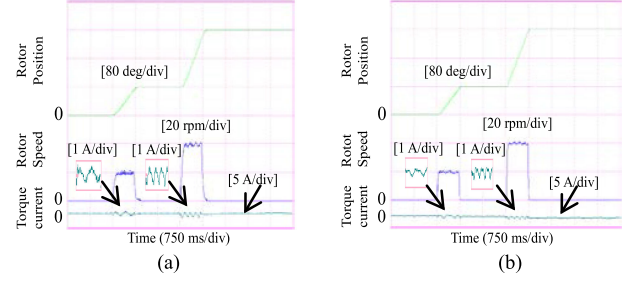 Rotor
Position
[80 deg/div]
0
[20 rpm/div]
Rotor
Speed
[1 A/div]
[1 A/div]
0
[5 A/div]
Torque
current
0
Time (750 ms/div)
(a)
Rotor
Position
[80 deg/div]
0
[20 rpm/div]
Rotot
Speed
[1 A/div]
[1 A/div]
0
[5 A/div]
Torque
current
0
Time (750 ms/div)
(b)